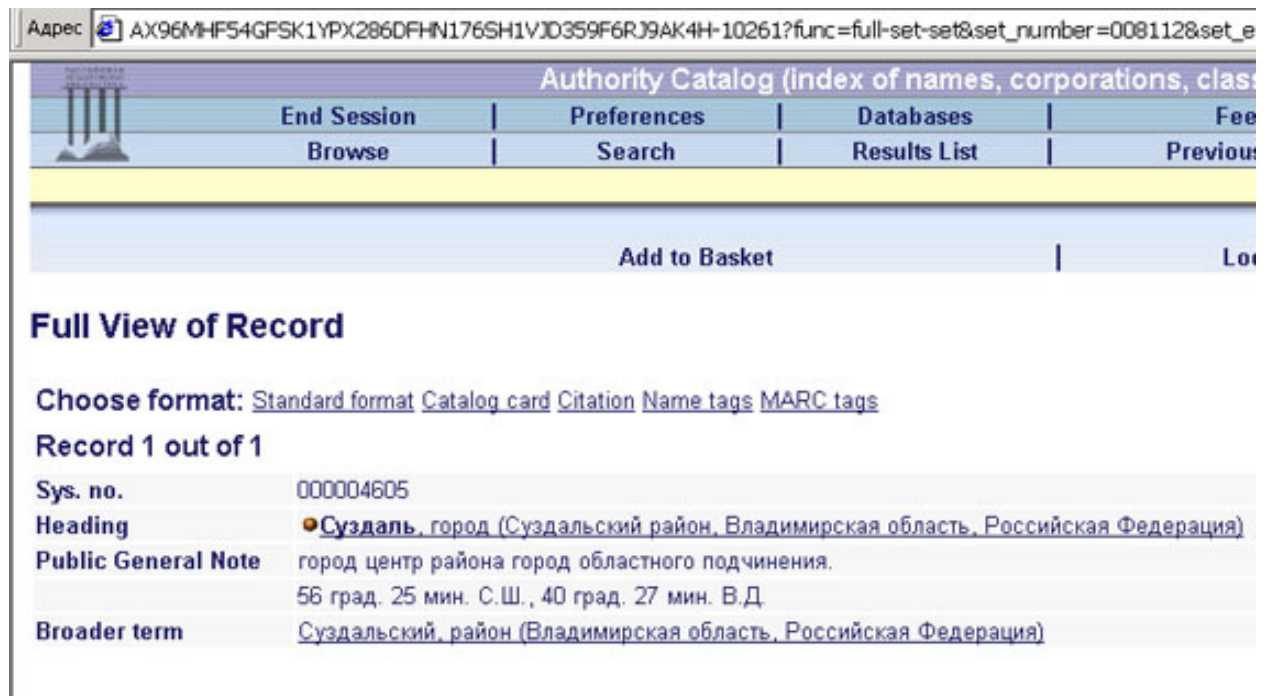 Адрес AX96MHF54GFSK1YPX286DFHN176SH1VJD359F6RJ9AK4H-10261?func=full-set-set&set_number=008112&set_e
Authority Catalog (index of names, corporations, clas
End Session | Preferences | Databases | Fee
Browse | Search | Results List | Previou
Add to Basket | Lo
Full View of Record
Choose format: Standard format Catalog card Citation Name tags MARC tags
Record 1 out of 1
Sys. no. 000004605
Heading Суздаль, город (Суздальский район, Владимирская область, Российская Федерация)
Public General Note город центр района город областного подчинения.
56 град. 25 мин. С.Ш., 40 град. 27 мин. В.Д.
Broader term Суздальский, район (Владимирская область, Российская Федерация)